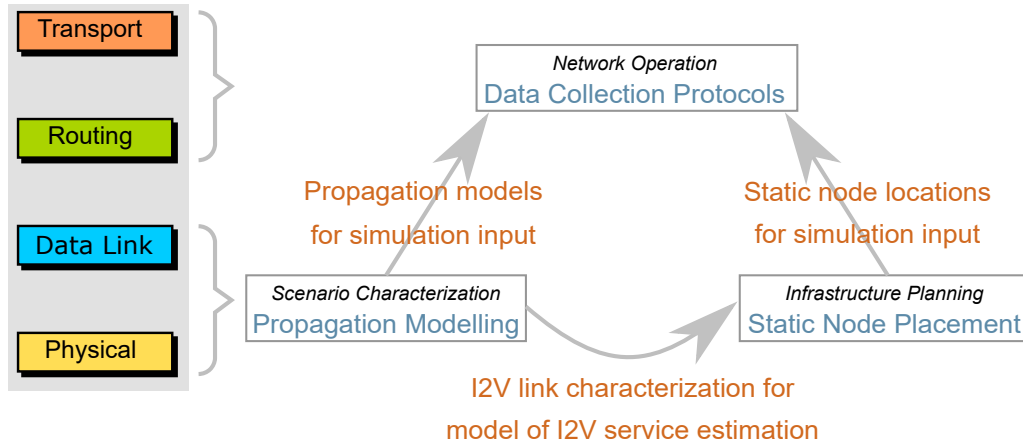 Transport
Routing
Data Link
Physical
Network Operation
Data Collection Protocols
Propagation models
for simulation input
Static node locations
for simulation input
Scenario Characterization
Propagation Modelling
Infrastructure Planning
Static Node Placement
I2V link characterization for
model of I2V service estimation